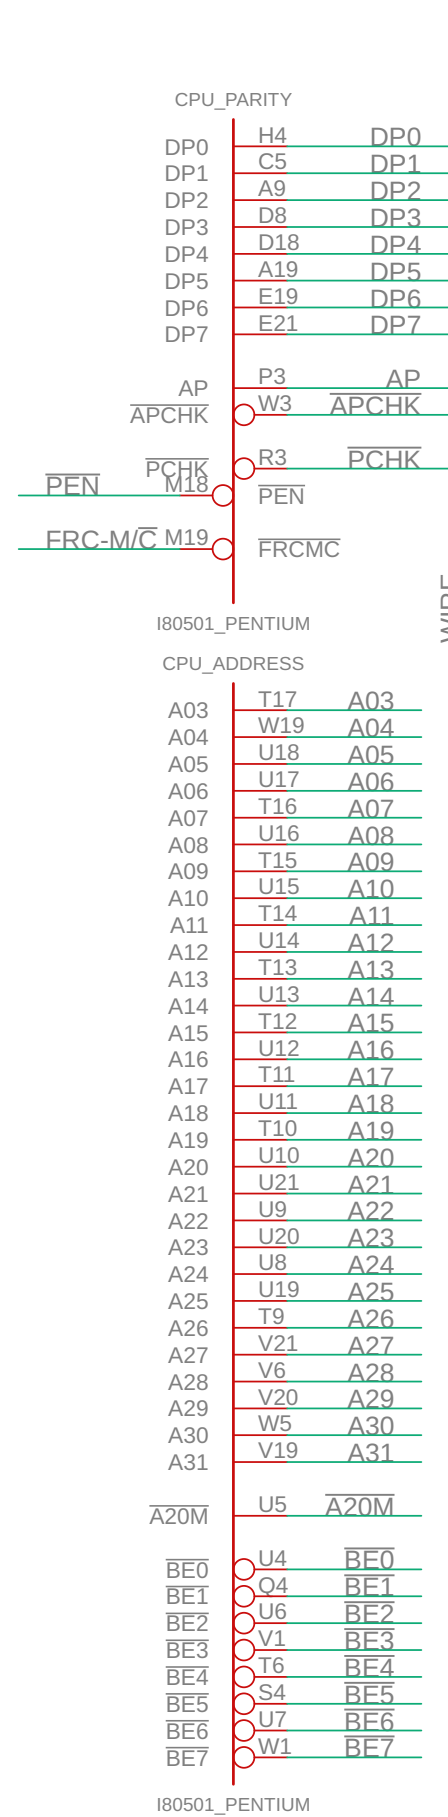 CPU_PARITY
DP0 H4 DP0
DP1 C5 DP1
DP2 A9 DP2
DP3 D8 DP3
DP4 D18 DP4
DP5 A19 DP5
DP6 E19 DP6
DP7 E21 DP7
AP P3 AP
APCHK W3 APCHK
PCHK R3 PCHK
PEN M18 PEN
FRC-M/C M19 FRCMC
WIRE
I80501_PENTIUM
CPU_ADDRESS
A03 T17 A03
A04 W19 A04
A05 U18 A05
A06 U17 A06
A07 T16 A07
A08 U16 A08
A09 T15 A09
A10 U15 A10
A11 T14 A11
A12 U14 A12
A13 T13 A13
A14 U13 A14
A15 T12 A15
A16 U12 A16
A17 T11 A17
A18 U11 A18
A19 T10 A19
A20 U10 A20
A21 U21 A21
A22 U9 A22
A23 U20 A23
A24 U8 A24
A25 U19 A25
A26 T9 A26
A27 V21 A27
A28 V6 A28
A29 V20 A29
A30 W5 A30
A31 V19 A31
A20M U5 A20M
BE0 U4 BE0
BE1 Q4 BE1
BE2 U6 BE2
BE3 V1 BE3
BE4 T6 BE4
BE5 S4 BE5
BE6 U7 BE6
BE7 W1 BE7
I80501_PENTIUM